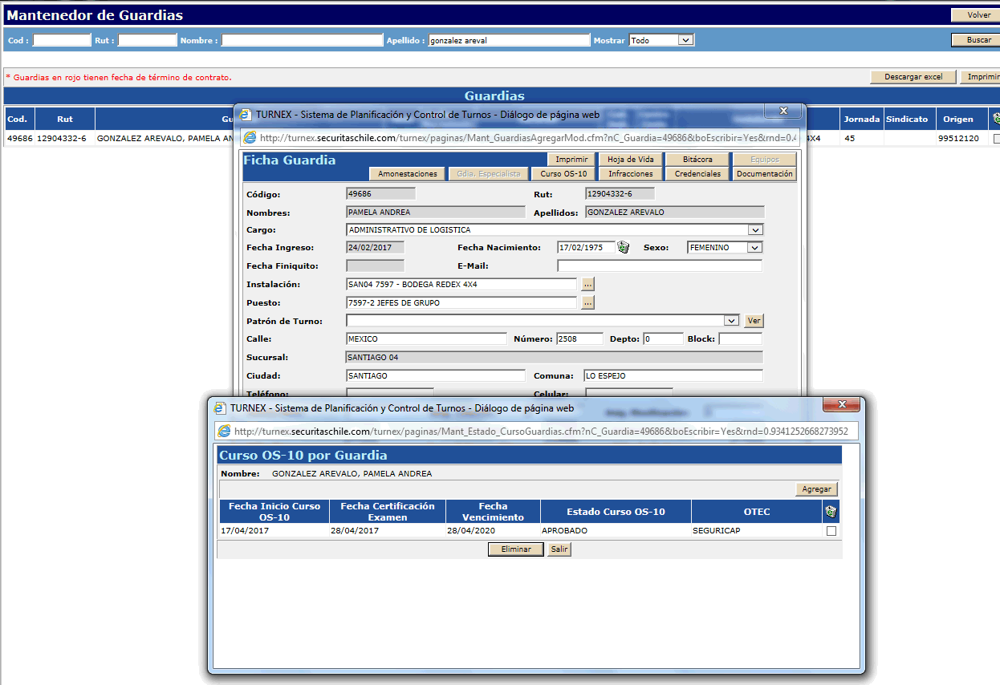 Mantenedor de Guardias
Volver
Cod :
Rut :
Nombre :
Apellido : gonzalez areval
Mostrar Todo
Buscar
* Guardias en rojo tienen fecha de término de contrato.
Descargar excel
Imprimir
Guardias
Cod. Rut Gu Jornada Sindicato Origen
49686 12904332-6 GONZALEZ AREVALO, PAMELA AN 4X4 45 99512120
TURNEX - Sistema de Planificación y Control de Turnos - Diálogo de página web
http://turnex.securitaschile.com/turnex/paginas/Mant_GuardiasAgregarMod.cfm?nC_Guardia=49686&boEscribir=Yes&rnd=0.4
Ficha Guardia
Imprimir Hoja de Vida Bitácora Equipos
Amonestaciones Gdia. Especialista Curso OS-10 Infracciones Credenciales Documentación
Código: 49686 Rut: 12904332-6
Nombres: PAMELA ANDREA Apellidos: GONZALEZ AREVALO
Cargo: ADMINISTRATIVO DE LOGISTICA
Fecha Ingreso: 24/02/2017 Fecha Nacimiento: 17/02/1975 Sexo: FEMENINO
Fecha Finiquito: E-Mail:
Instalación: SAN04 7597 - BODEGA REDEX 4X4 ...
Puesto: 7597-2 JEFES DE GRUPO ...
Patrón de Turno: Ver
Calle: MEXICO Número: 2508 Depto: 0 Block:
Sucursal: SANTIAGO 04
Ciudad: SANTIAGO Comuna: LO ESPEJO
Teléfono: Celular:
TURNEX - Sistema de Planificación y Control de Turnos - Diálogo de página web
http://turnex.securitaschile.com/turnex/paginas/Mant_Estado_CursoGuardias.cfm?nC_Guardia=49686&boEscribir=Yes&rnd=0.9341252668273952
Curso OS-10 por Guardia
Nombre: GONZALEZ AREVALO, PAMELA ANDREA
Agregar
Fecha Inicio Curso OS-10 Fecha Certificación Examen Fecha Vencimiento Estado Curso OS-10 OTEC
17/04/2017 28/04/2017 28/04/2020 APROBADO SEGURICAP
Eliminar Salir